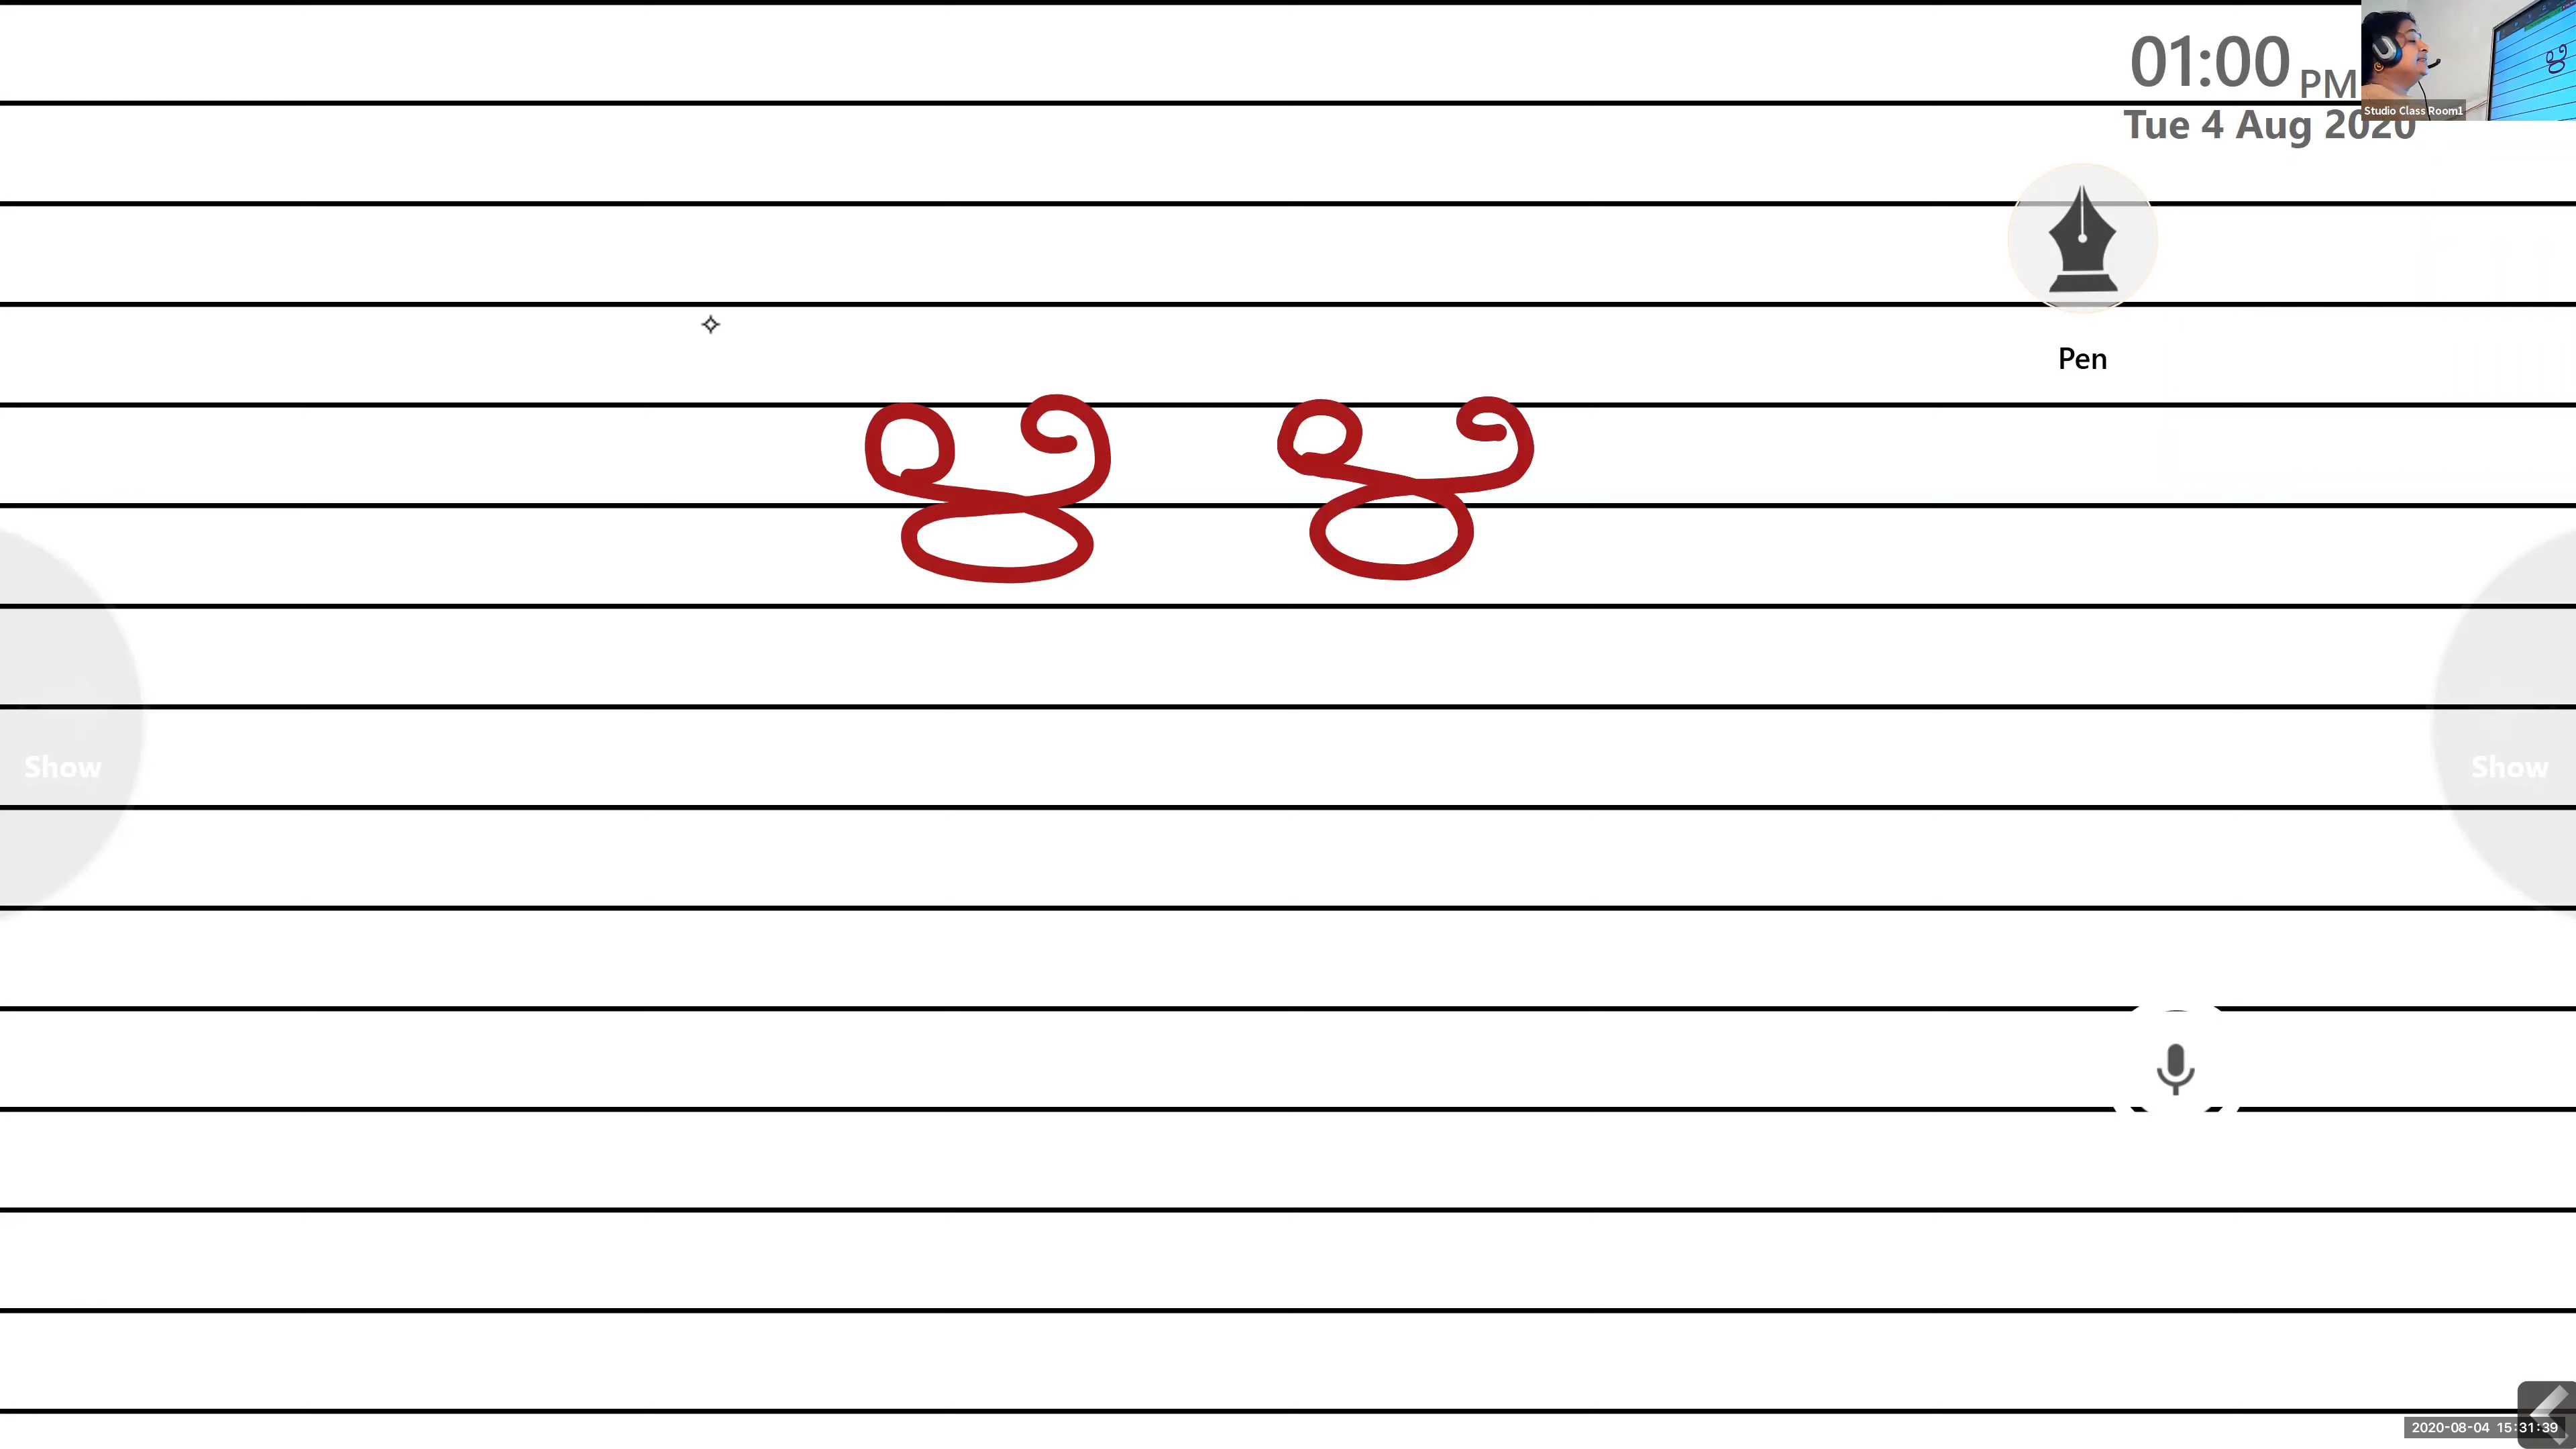 01:00 PM
Studio Class Room1
Tue 4 Aug 2020
Pen
ಇ ಇ
Show Show
2020-08-04 15:31:39